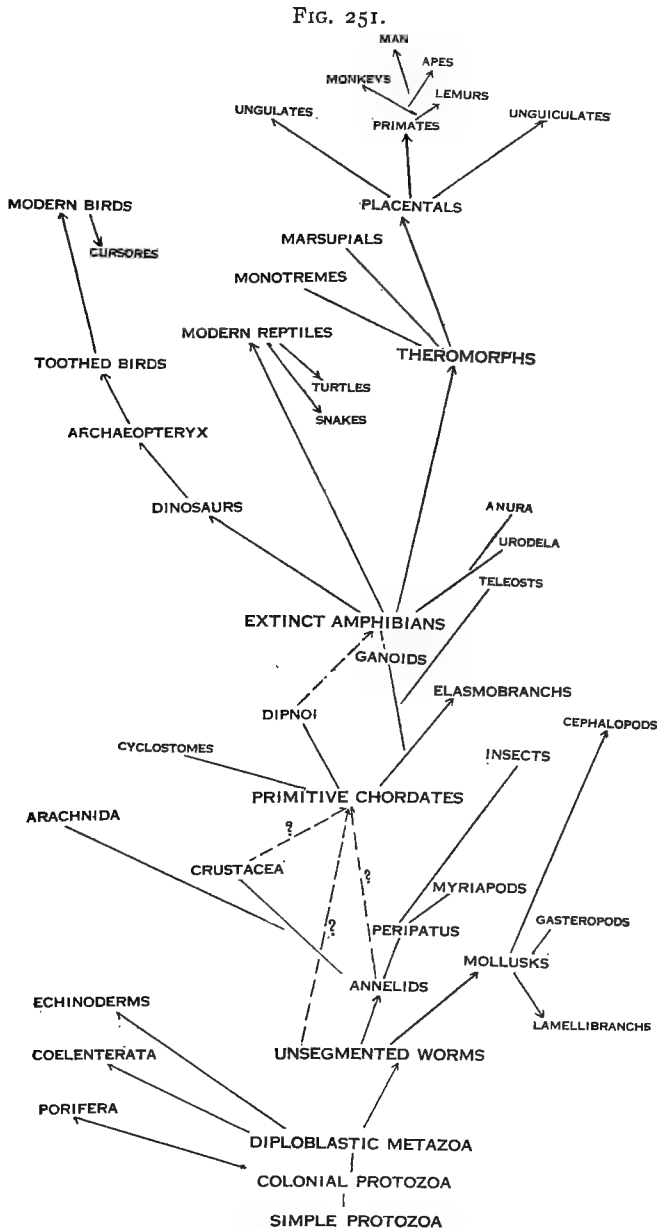 FIG. 251.
MAN
APES
MONKEYS
LEMURS
UNGULATES
UNGUICULATES
PRIMATES
MODERN BIRDS
PLACENTALS
MARSUPIALS
CURSORES
MONOTREMES
MODERN REPTILES
THEROMORPHS
TOOTHED BIRDS
TURTLES
SNAKES
ARCHAEOPTERYX
DINOSAURS
ANURA
URODELA
TELEOSTS
EXTINCT AMPHIBIANS
GANOIDS
ELASMOBRANCHS
DIPNOI
CEPHALOPODS
CYCLOSTOMES
INSECTS
PRIMITIVE CHORDATES
ARACHNIDA
?
CRUSTACEA
?
MYRIAPODS
GASTEROPODS
?
PERIPATUS
MOLLUSKS
ANNELIDS
ECHINODERMS
LAMELLIBRANCHS
COELENTERATA
UNSEGMENTED WORMS
PORIFERA
DIPLOBLASTIC METAZOA
COLONIAL PROTOZOA
SIMPLE PROTOZOA